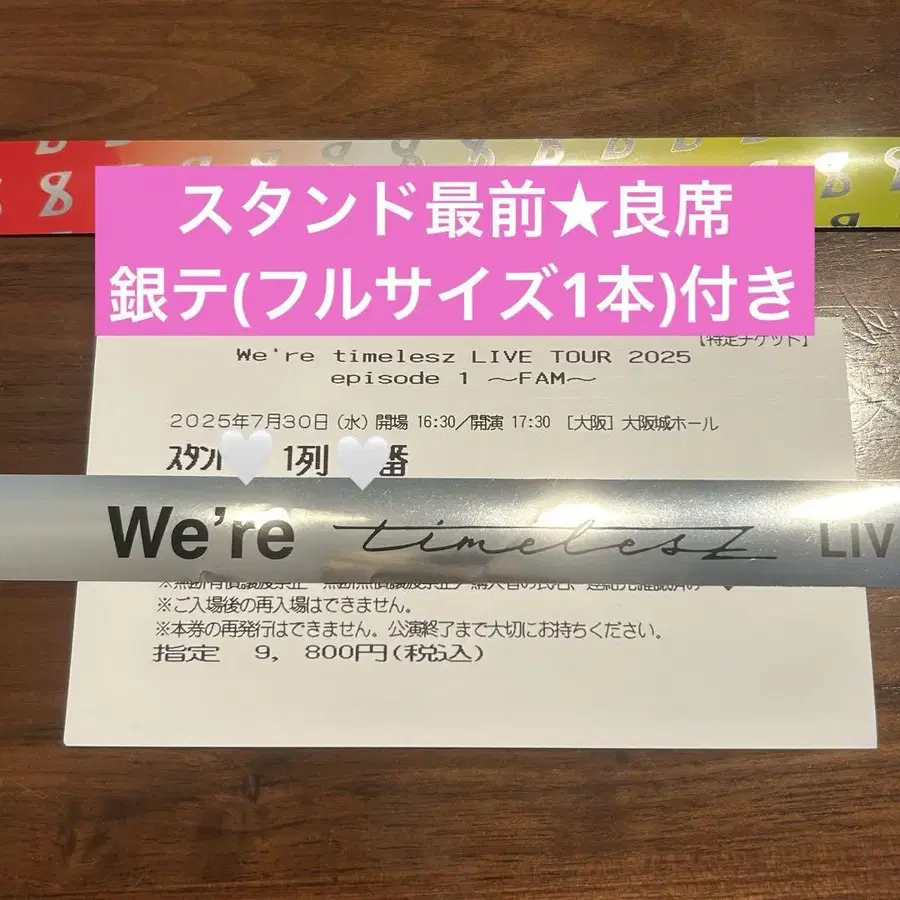 スタンド最前★良席
銀テ(フルサイズ1本)付き
【特定チケット】
We're timelesz LIVE TOUR 2025
episode 1 ～FAM～
2025年7月30日(水) 開場 16:30／開演 17:30 [大阪] 大阪城ホール
ｽﾀﾝﾄ 1列 番
We're timelesz LIV
※ご入場後の再入場はできません。
※本券の再発行はできません。公演終了まで大切にお持ちください。
指定 9, 800円(税込)